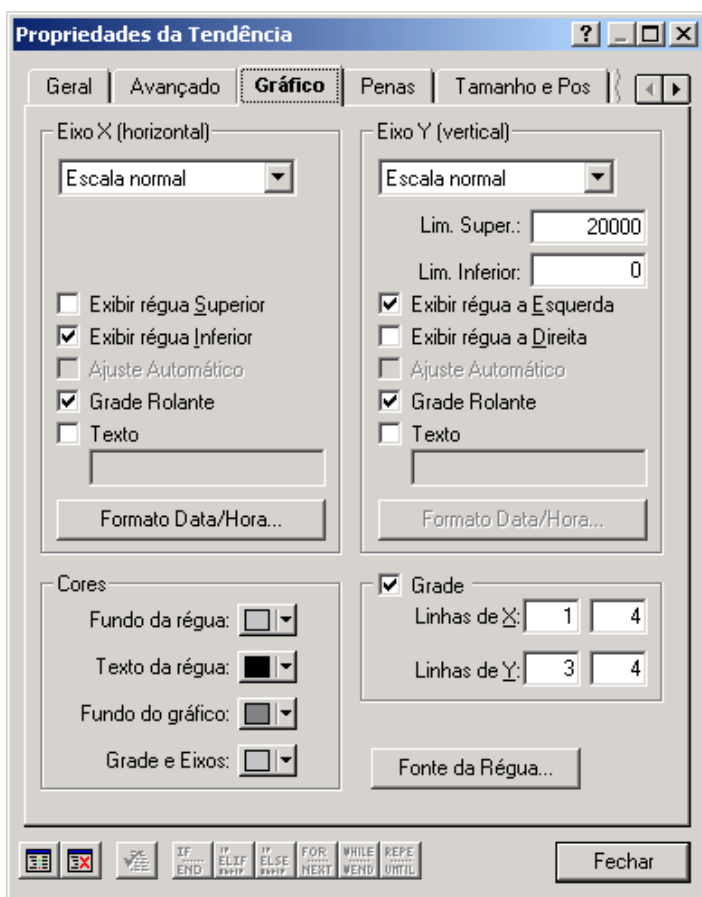 Propriedades da Tendência
Geral Avançado Gráfico Penas Tamanho e Pos
Eixo X (horizontal)
Escala normal
Exibir régua Superior
Exibir régua Inferior
Ajuste Automático
Grade Rolante
Texto
Formato Data/Hora...
Eixo Y (vertical)
Escala normal
Lim. Super.: 20000
Lim. Inferior: 0
Exibir régua a Esquerda
Exibir régua a Direita
Ajuste Automático
Grade Rolante
Texto
Formato Data/Hora...
Cores
Fundo da régua:
Texto da régua:
Fundo do gráfico:
Grade e Eixos:
Grade
Linhas de X: 1 4
Linhas de Y: 3 4
Fonte da Régua...
IF END
ELIF
ELSE
FOR NEXT
WHILE WEND
REPE UNTIL
Fechar